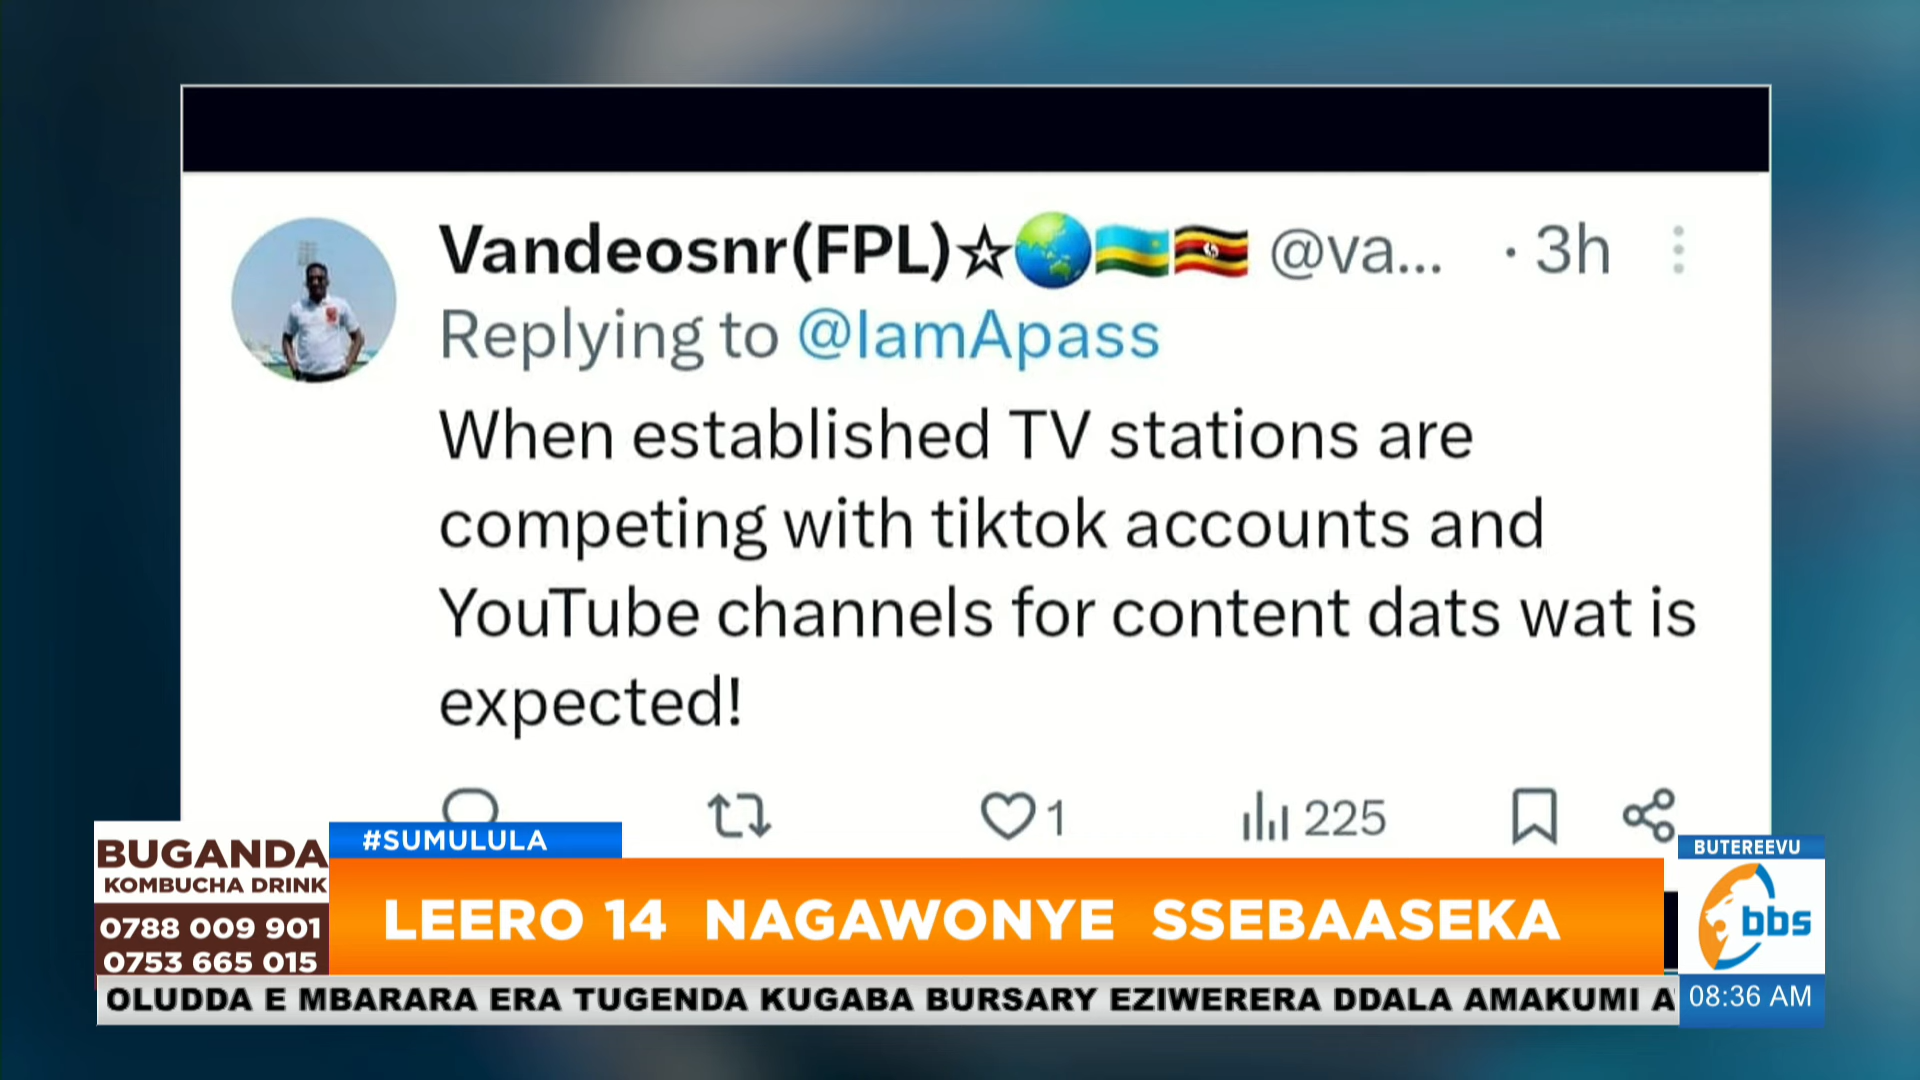 Vandeosnr(FPL)☆🌏🇷🇼🇺🇬 @va... · 3h
Replying to @IamApass
When established TV stations are
competing with tiktok accounts and
YouTube channels for content dats wat is
expected!
1
225
BUGANDA
KOMBUCHA DRINK
0788 009 901
0753 665 015
#SUMULULA
LEERO 14 NAGAWONYE SSEBAASEKA
BUTEREEVU
bbs
OLUDDA E MBARARA ERA TUGENDA KUGABA BURSARY EZIWERERA DDALA AMAKUMI A
08:36 AM